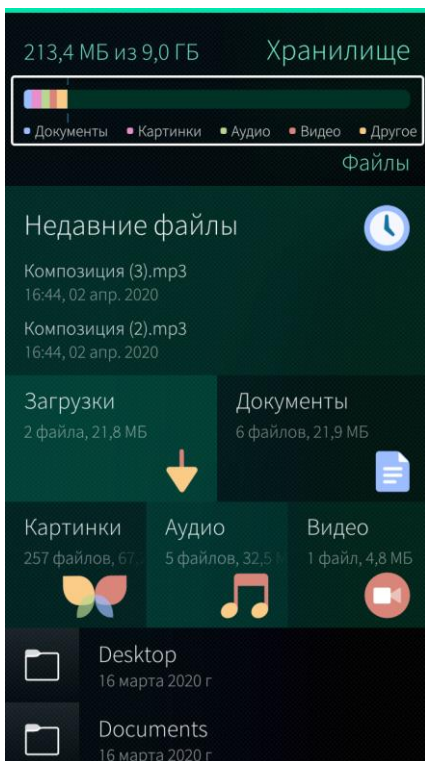 213,4 МБ из 9,0 ГБ Хранилище
Документы Картинки Аудио Видео Другое
Файлы
Недавние файлы
Композиция (3).mp3
16:44, 02 апр. 2020
Композиция (2).mp3
16:44, 02 апр. 2020
Загрузки Документы
2 файла, 21,8 МБ 6 файлов, 21,9 МБ
Картинки Аудио Видео
257 файлов, 67, 5 файлов, 32,5 М 1 файл, 4,8 МБ
Desktop
16 марта 2020 г
Documents
16 марта 2020 г